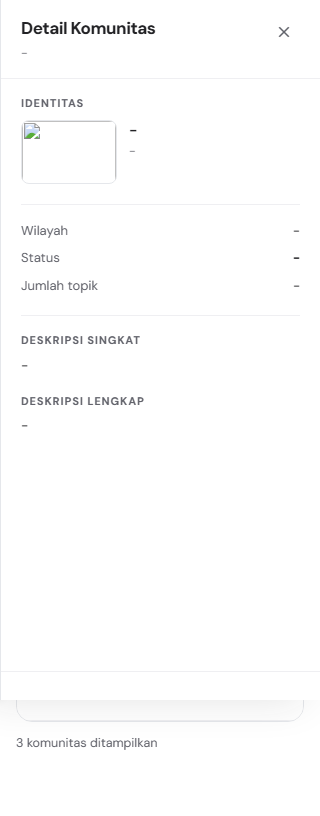 Detail Komunitas
-
IDENTITAS
-
-
Wilayah -
Status -
Jumlah topik -
DESKRIPSI SINGKAT
-
DESKRIPSI LENGKAP
-
3 komunitas ditampilkan